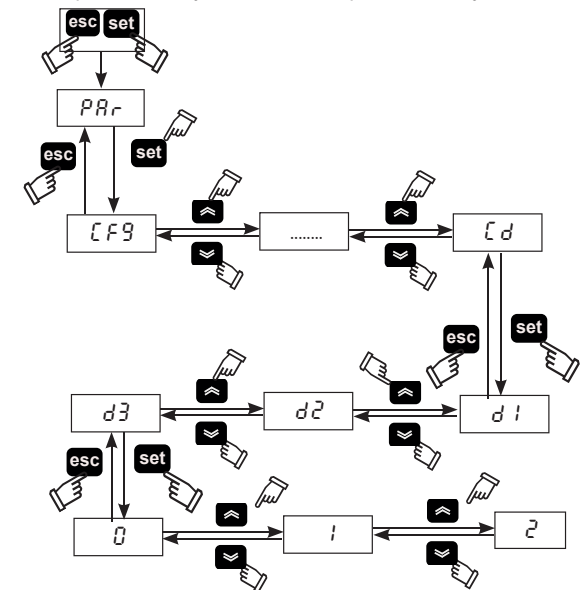 esc set
PAr
esc set
CF9 ........ Cd
esc set
d3 d2 d1
esc set
0 1 2